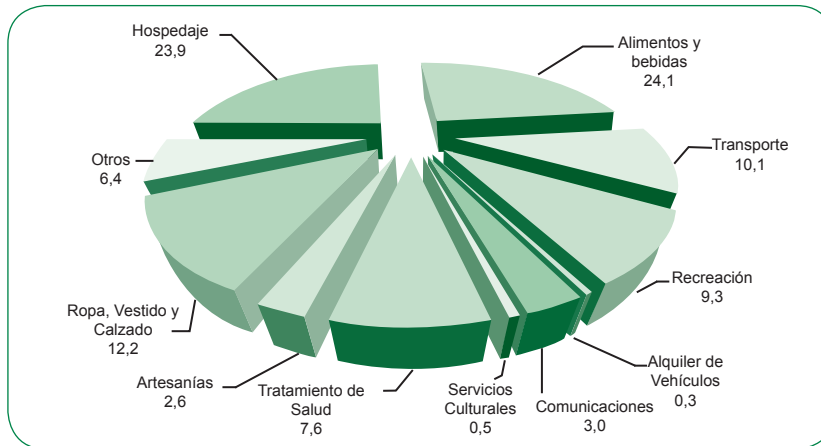 Hospedaje
23,9
Alimentos y
bebidas
24,1
Transporte
10,1
Otros
6,4
Recreación
9,3
Ropa, Vestido y
Calzado
12,2
Alquiler de
Vehículos
0,3
Artesanías
2,6
Tratamiento de
Salud
7,6
Servicios
Culturales
0,5
Comunicaciones
3,0